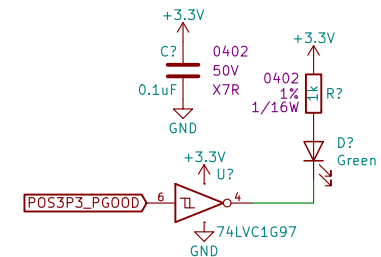 +3.3V
C?
0402
50V
0.1uF
X7R
GND
+3.3V
0402
1%
1/16W
1k
R?
D?
Green
+3.3V
U?
POS3P3_PGOOD
6
4
74LVC1G97
GND